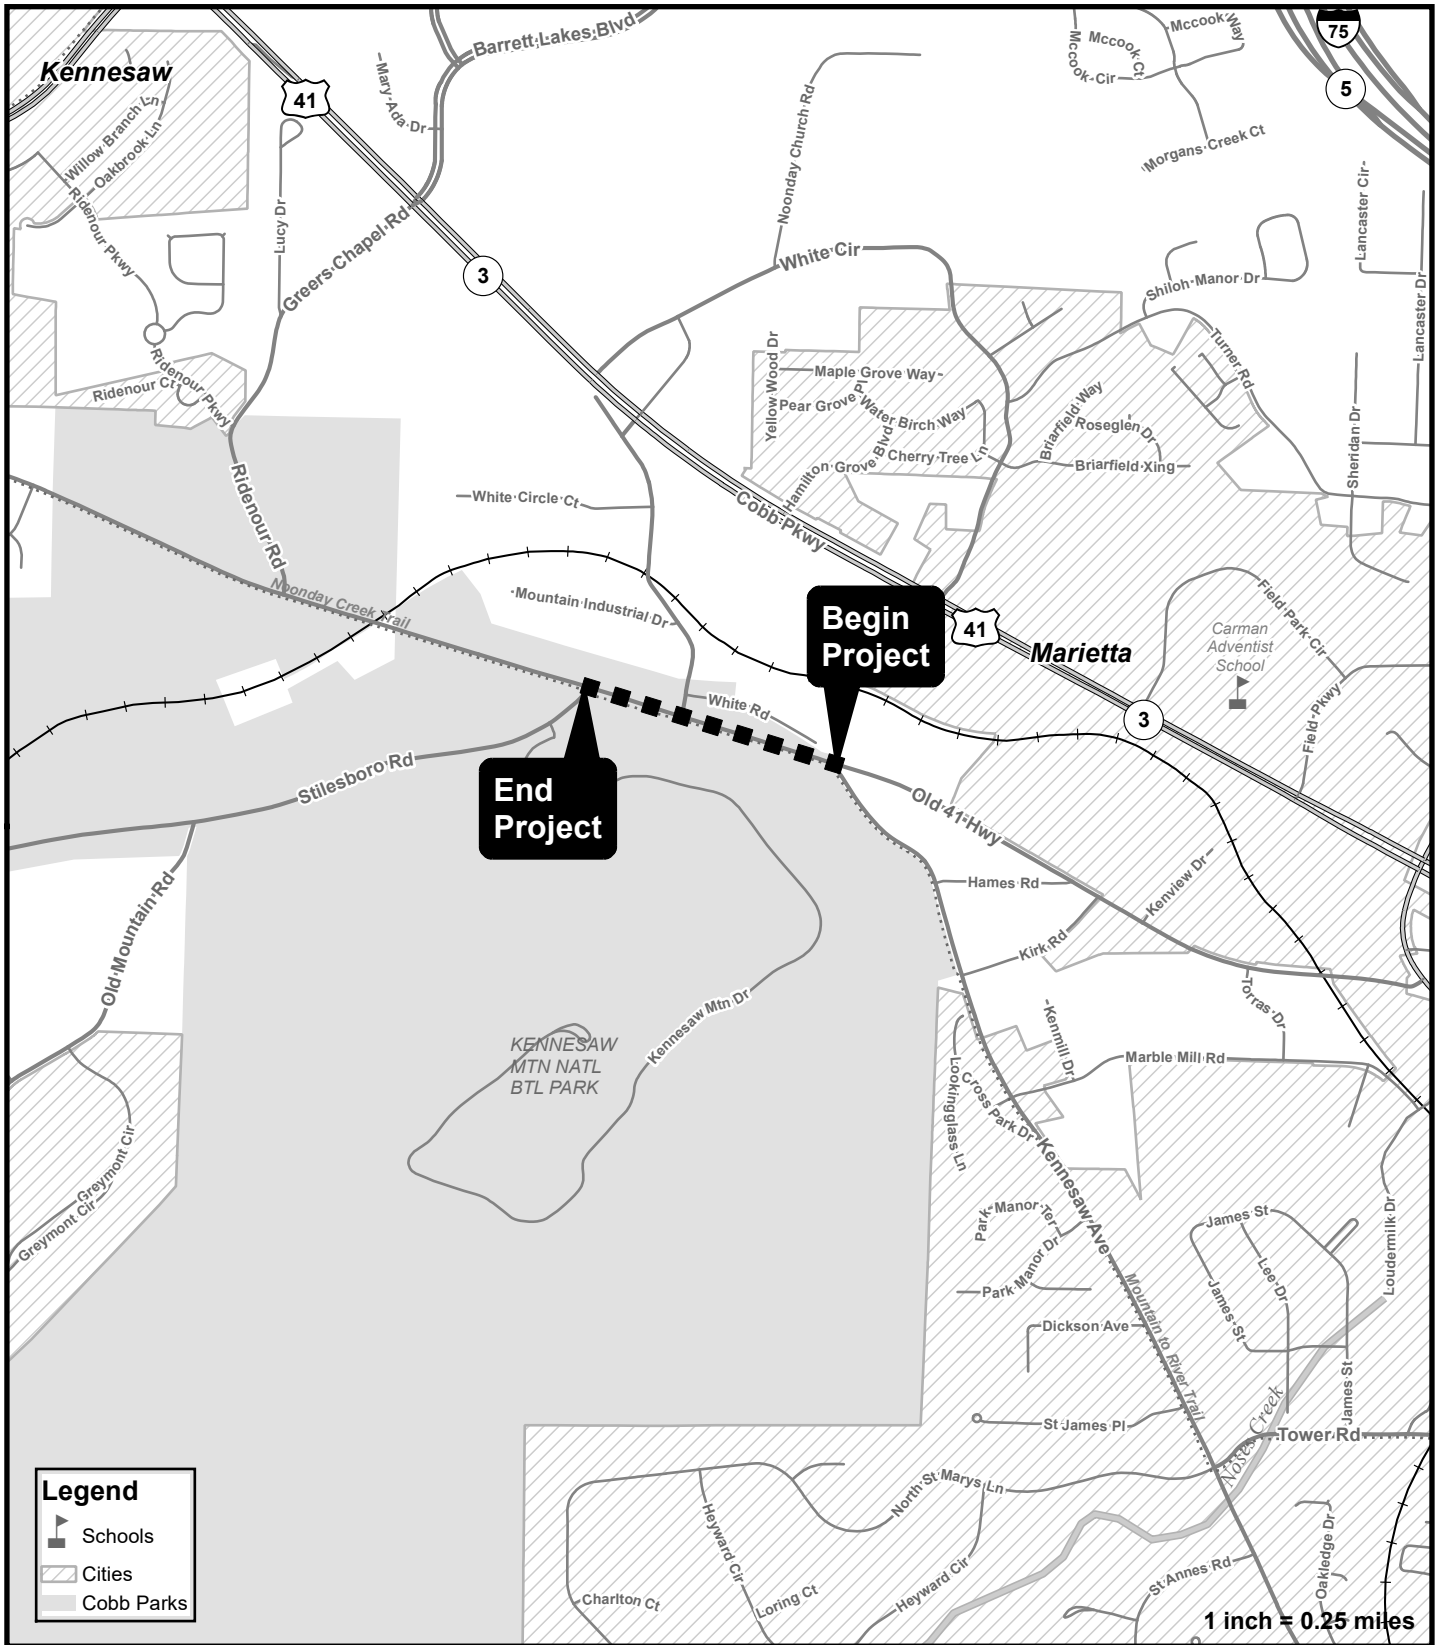 Barrett Lakes Blvd
Kennesaw
41
Mary Ada Dr
Mccook Way
Mccook Ct
Mccook Cir
75
5
Willow Branch Ln
Oakbrook Ln
Ridenour Pkwy
Lucy Dr
Greers Chapel Rd
Noonday Church Rd
Morgans Creek Ct
Lancaster Cir
Lancaster Dr
3
White Cir
Shiloh Manor Dr
Turner Rd
Ridenour Ct
Ridenour Pkwy
Yellow Wood Dr
Maple Grove Way
Pear Grove Pl
Water Birch Way
Cherry Tree Ln
Hamilton Grove Blvd
Briarfield Way
Roseglen Dr
Briarfield Xing
Sheridan Dr
Ridenour Rd
White Circle Ct
Cobb Pkwy
Noonday Creek Trail
Mountain Industrial Dr
Begin
Project
41
Marietta
Carman
Adventist
School
Field Park Cir
Field Pkwy
3
White Rd
Stilesboro Rd
End
Project
Old 41 Hwy
Hames Rd
Kenview Dr
Kirk Rd
Old Mountain Rd
Torras Dr
Kennesaw Mtn Dr
KENNESAW
MTN NATL
BTL PARK
Kenmill Dr
Marble Mill Rd
Lookingglass Ln
Cross Park Dr
Kennesaw Ave
Greymont Cir
Greymont Cir
Park Manor Ter
Park Manor Dr
James St
Lee Dr
James St
Loudermilk Dr
Dickson Ave
Mountain to River Trail
James St
St James Pl
Noses Creek
Tower Rd
North St Marys Ln
Heyward Cir
Heyward Cir
Charlton Ct
Loring Ct
St Annes Rd
Oakledge Dr
Legend
Schools
Cities
Cobb Parks
1 inch = 0.25 miles